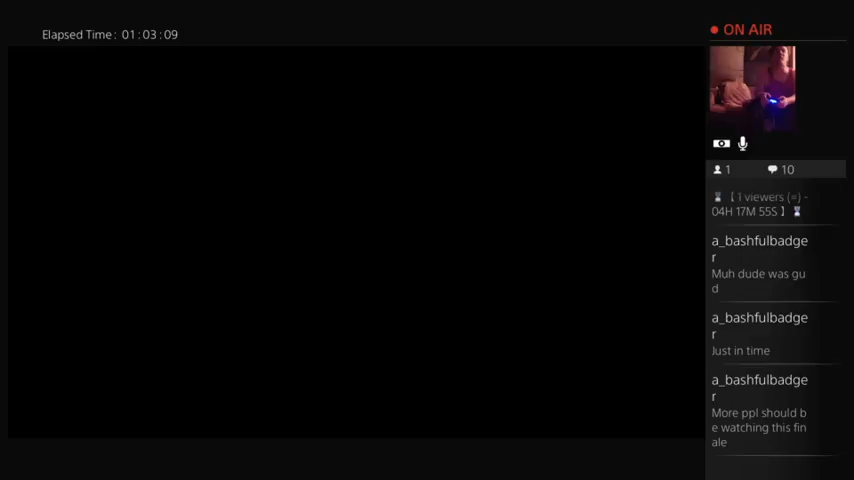 Elapsed Time: 01:03:09
ON AIR
1 10
[ 1 viewers (=) -
04H 17M 55S ]
a_bashfulbadge
r
Muh dude was gu
d
a_bashfulbadge
r
Just in time
a_bashfulbadge
r
More ppl should b
e watching this fin
ale